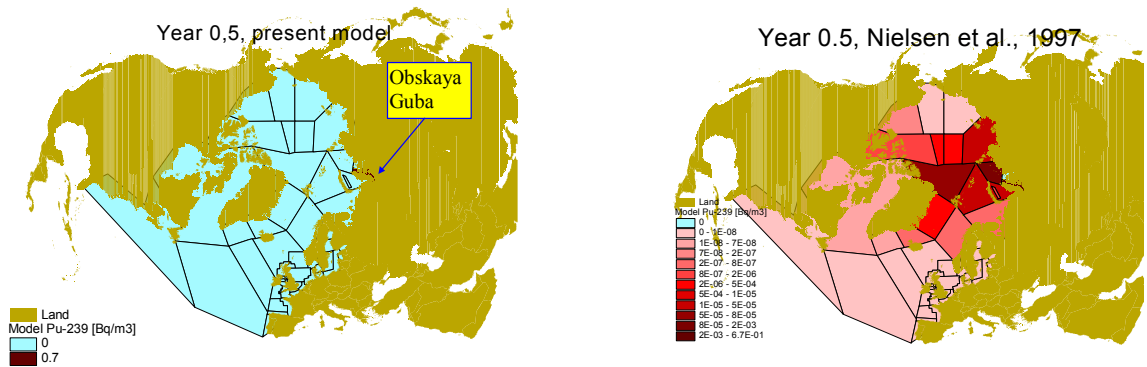 Year 0,5, present model
Obskaya
Guba
Land
Model Pu-239 [Bq/m3]
0
0.7
Year 0.5, Nielsen et al., 1997
Land
Model Pu-239 [Bq/m3]
0
0 - 1E-08
1E-08 - 7E-08
7E-08 - 2E-07
2E-07 - 8E-07
8E-07 - 2E-06
2E-06 - 5E-04
5E-04 - 1E-05
1E-05 - 5E-05
5E-05 - 8E-05
8E-05 - 2E-03
2E-03 - 6.7E-01